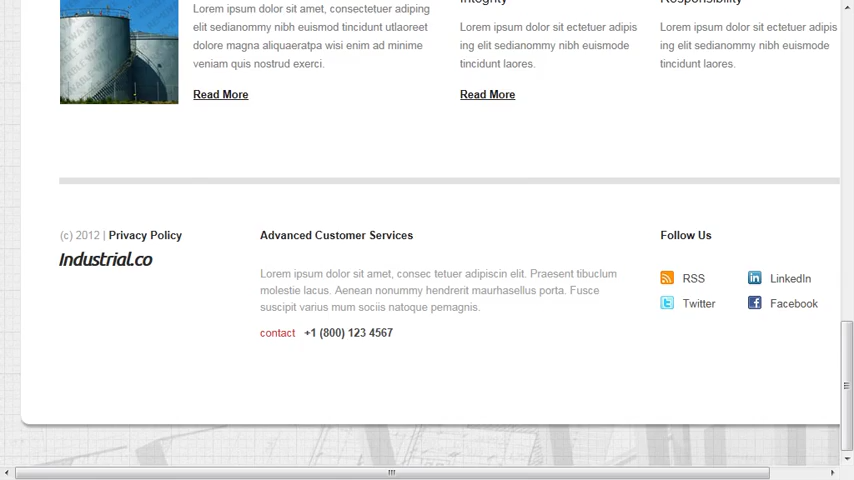 Integrity
Responsibility
Lorem ipsum dolor sit amet, consectetuer adipiscing
elit sedianommy nibh euismod tincidunt utlaoreet
dolore magna aliquaeratpa wisi enim ad minime
veniam quis nostrud exerci.
Read More
Lorem ipsum dolor sit ectetuer adipis
ing elit sedianommy nibh euismode
tincidunt laores.
Read More
Lorem ipsum dolor sit ectetuer adipis
ing elit sedianommy nibh euismode
tincidunt laores.
(c) 2012 | Privacy Policy
Industrial.co
Advanced Customer Services
Lorem ipsum dolor sit amet, consec tetuer adipiscin elit. Praesent tibuclum
molestie lacus. Aenean nonummy hendrerit maurhasellus porta. Fusce
suscipit varius mum sociis natoque pemagnis.
contact +1 (800) 123 4567
Follow Us
RSS
LinkedIn
Twitter
Facebook